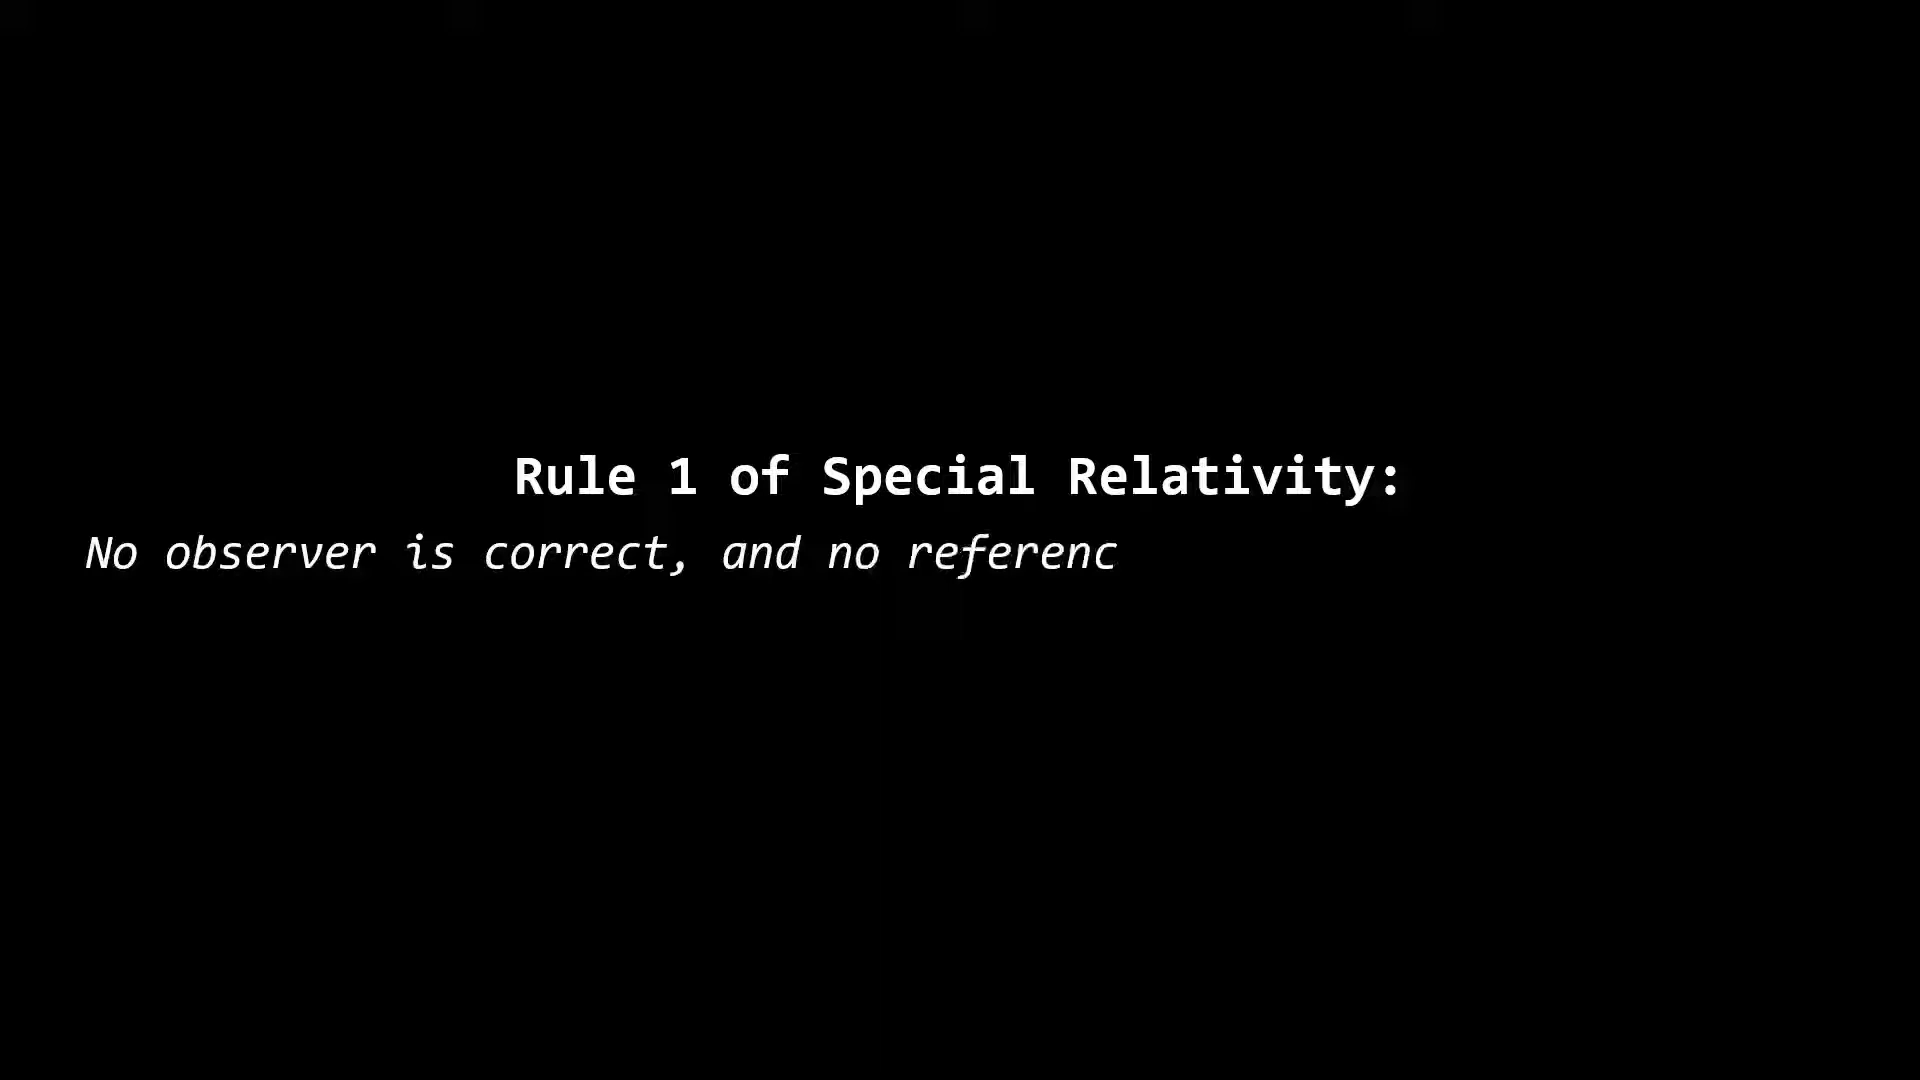 Rule 1 of Special Relativity:
No observer is correct, and no referenc